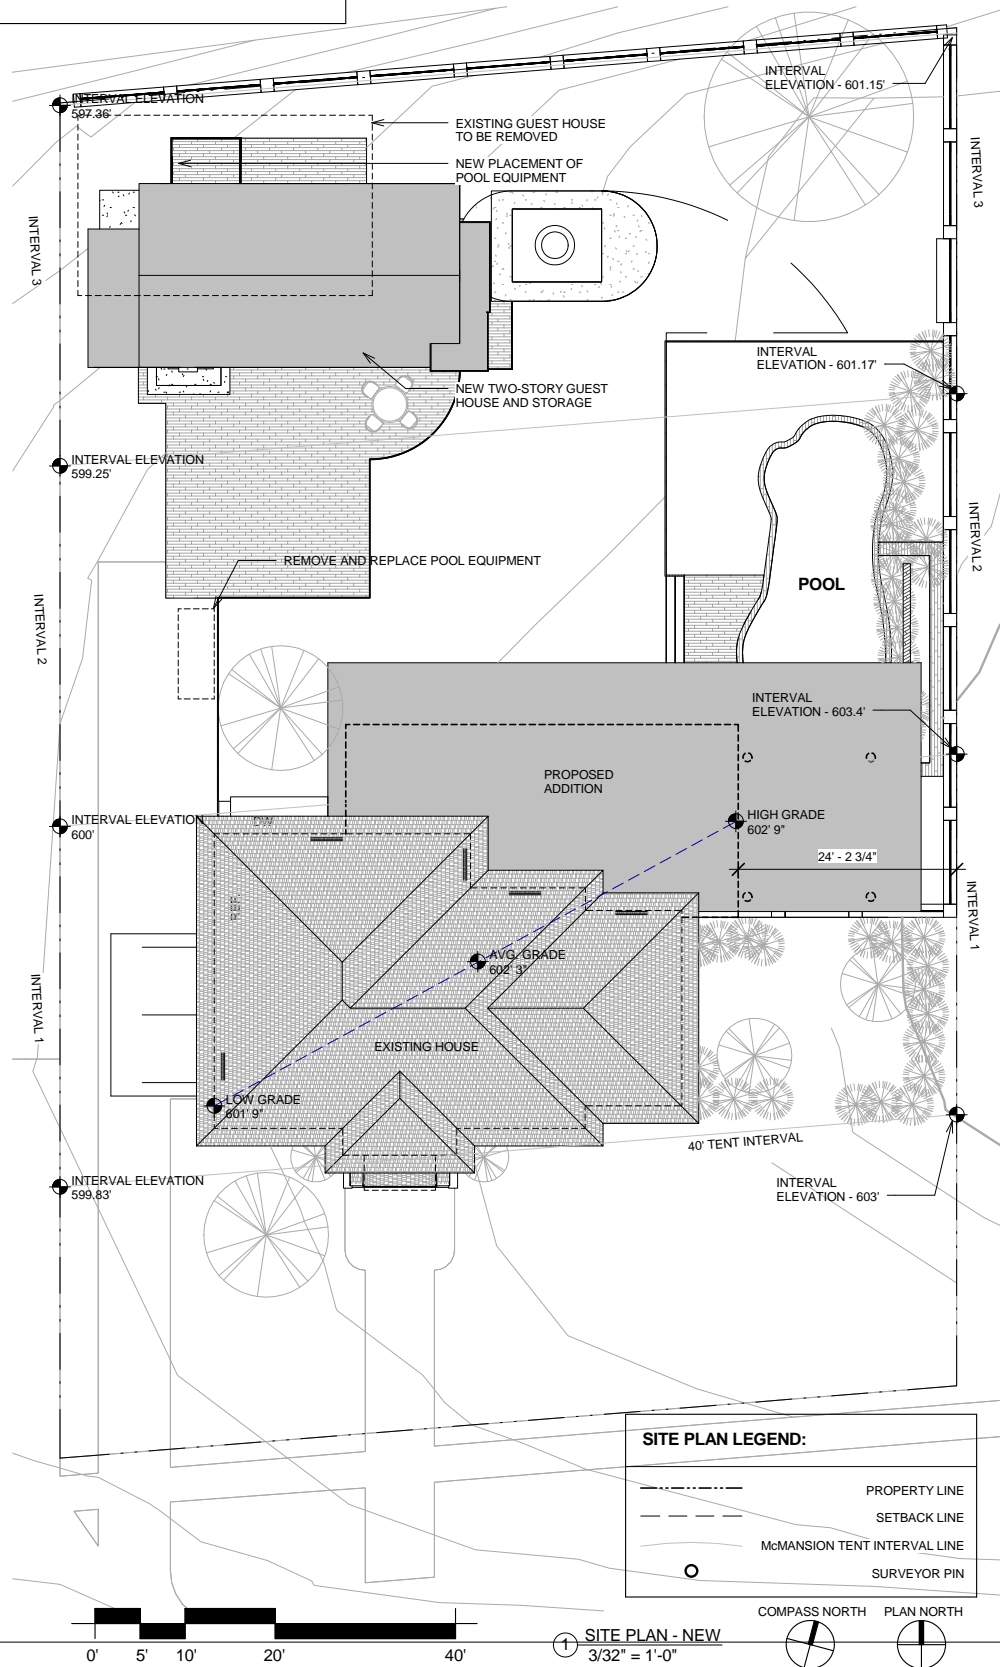 INTERVAL
ELEVATION - 601.15'
INTERVAL ELEVATION
597.36'
EXISTING GUEST HOUSE
TO BE REMOVED
NEW PLACEMENT OF
POOL EQUIPMENT
INTERVAL 3
INTERVAL 3
INTERVAL
ELEVATION - 601.17'
NEW TWO-STORY GUEST
HOUSE AND STORAGE
INTERVAL ELEVATION
599.25'
INTERVAL 2
REMOVE AND REPLACE POOL EQUIPMENT
POOL
INTERVAL 2
INTERVAL
ELEVATION - 603.4'
PROPOSED
ADDITION
HIGH GRADE
602' 9"
INTERVAL ELEVATION
600'
DW
24' - 2 3/4"
REF
INTERVAL 1
AVG. GRADE
602' 3"
INTERVAL 1
EXISTING HOUSE
LOW GRADE
601' 9"
40' TENT INTERVAL
INTERVAL ELEVATION
599.83'
INTERVAL
ELEVATION - 603'
SITE PLAN LEGEND:
PROPERTY LINE
SETBACK LINE
McMANSION TENT INTERVAL LINE
SURVEYOR PIN
COMPASS NORTH
PLAN NORTH
0'
5'
10'
20'
40'
1
SITE PLAN - NEW
3/32" = 1'-0"